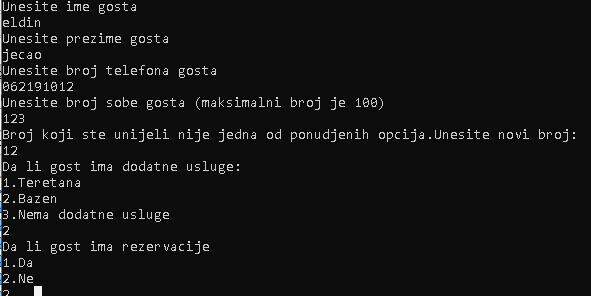 Unesite ime gosta
eldin
Unesite prezime gosta
jecao
Unesite broj telefona gosta
062191012
Unesite broj sobe gosta (maksimalni broj je 100)
123
Broj koji ste unijeli nije jedna od ponudjenih opcija.Unesite novi broj:
12
Da li gost ima dodatne usluge:
1.Teretana
2.Bazen
3.Nema dodatne usluge
2
Da li gost ima rezervacije
1.Da
2.Ne
2